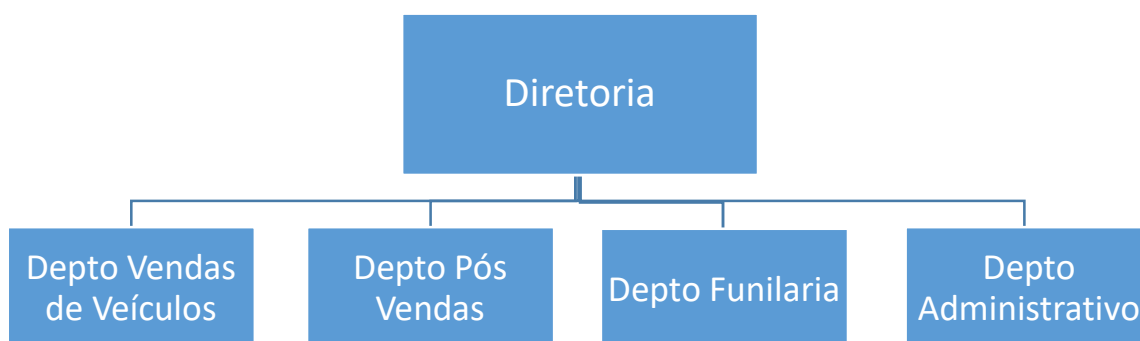 Diretoria
Depto Vendas
de Veículos
Depto Pós
Vendas
Depto Funilaria
Depto
Administrativo